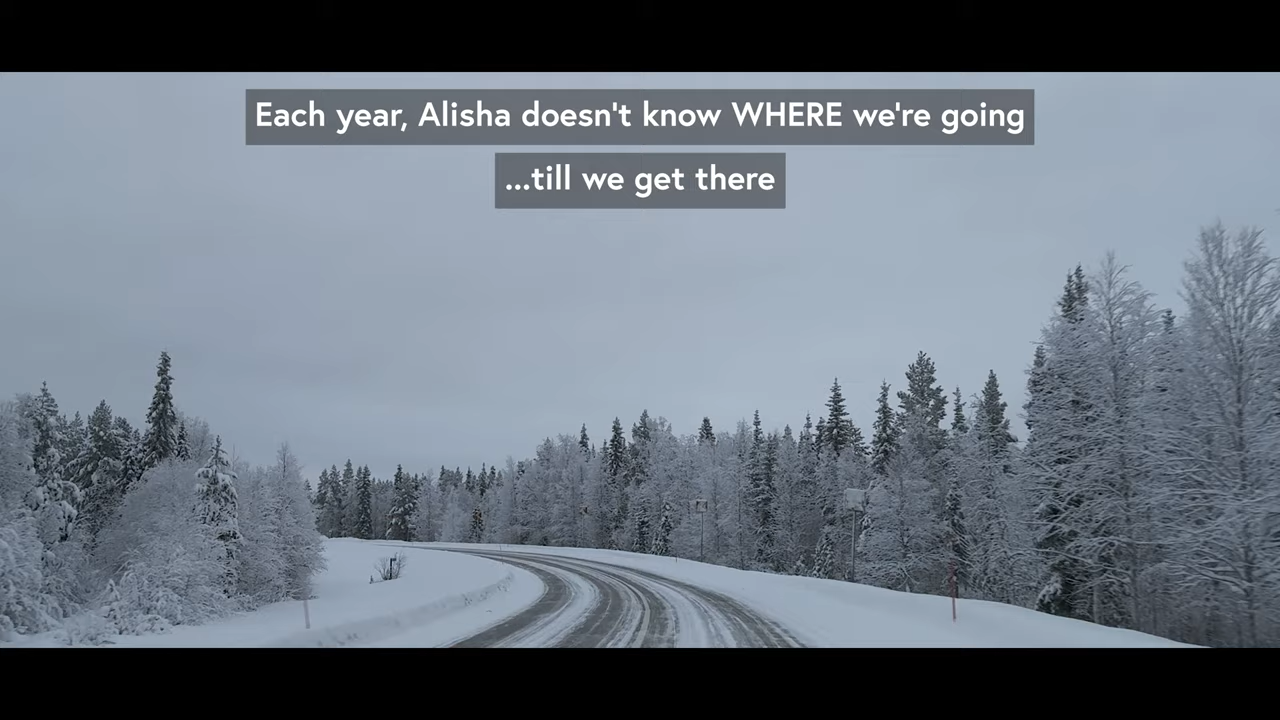 Each year, Alisha doesn't know WHERE we're going
...till we get there